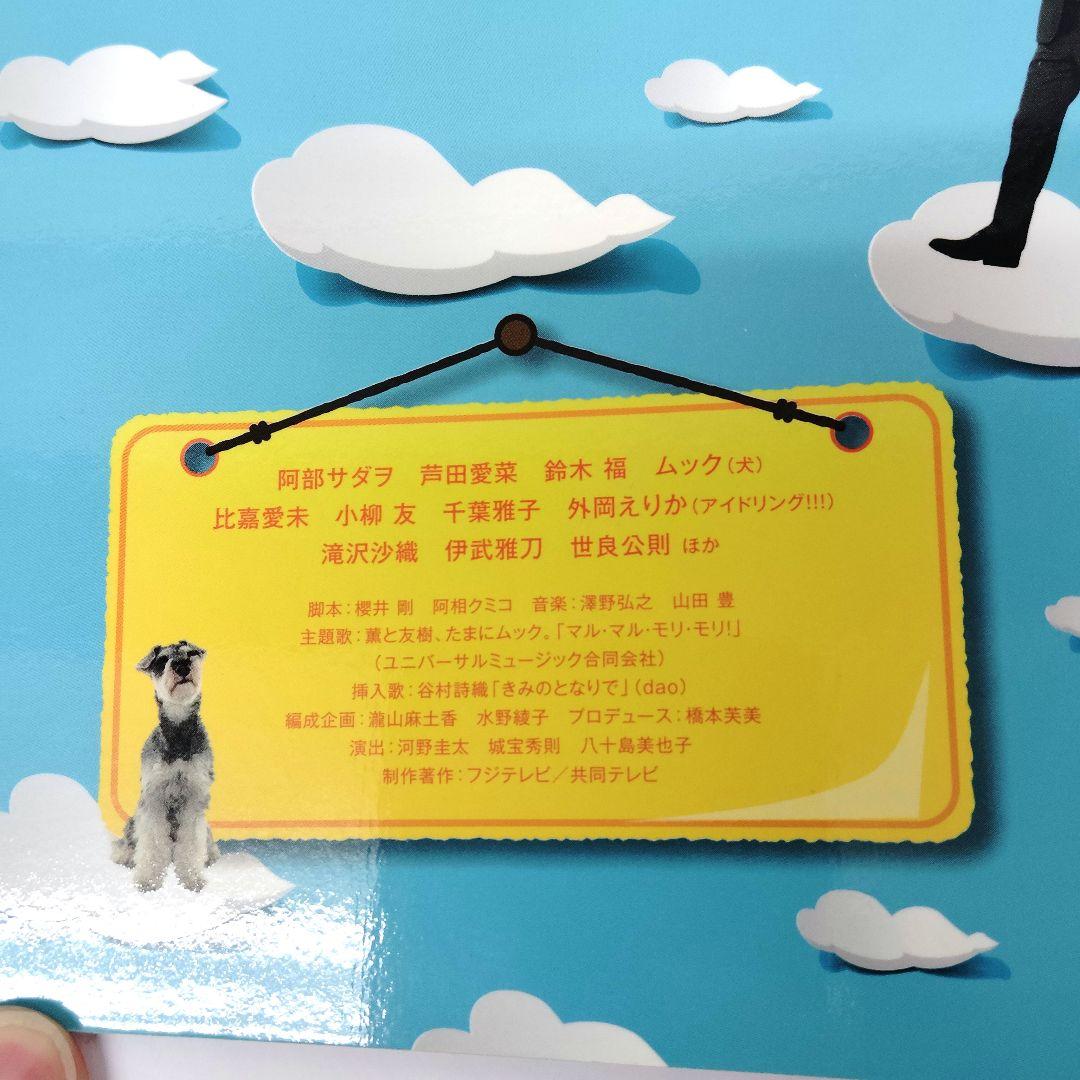 阿部サダヲ　芦田愛菜　鈴木 福　ムック(犬)
比嘉愛未　小柳 友　千葉雅子　外岡えりか(アイドリング!!!)
滝沢沙織　伊武雅刀　世良公則 ほか
脚本:櫻井 剛　阿相クミコ　音楽:澤野弘之　山田 豊
主題歌:薫と友樹、たまにムック。「マル・マル・モリ・モリ!」
(ユニバーサルミュージック合同会社)
挿入歌:谷村詩織「きみのとなりで」(dao)
編成企画:瀧山麻土香　水野綾子　プロデュース:橋本芙美
演出:河野圭太　城宝秀則　八十島美也子
制作著作:フジテレビ/共同テレビ